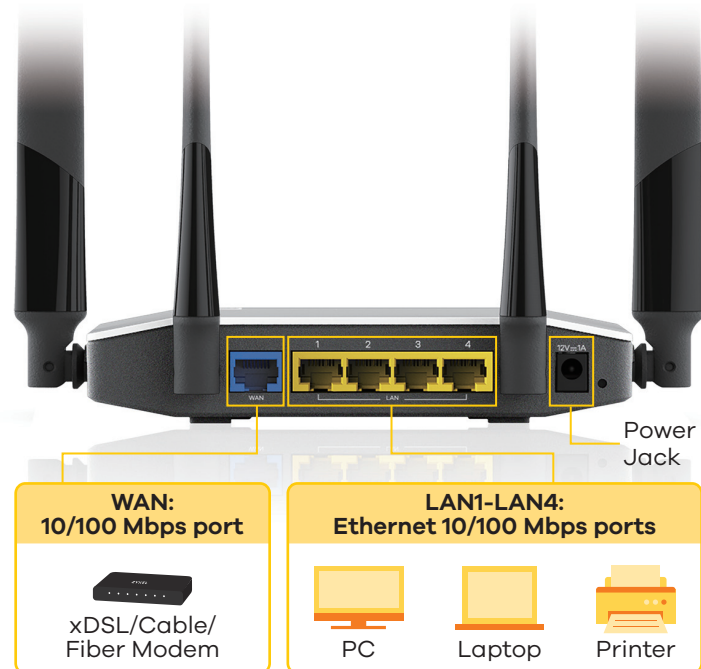 1 2 3 4
12V⎓1A
WAN
LAN
Power
Jack
WAN:
10/100 Mbps port
LAN1-LAN4:
Ethernet 10/100 Mbps ports
ZYXEL
xDSL/Cable/
Fiber Modem
PC
Laptop
Printer